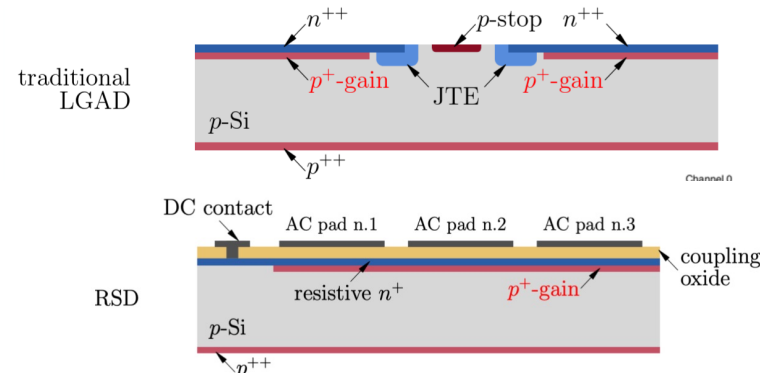 n⁺⁺
p-stop
n⁺⁺
traditional
LGAD
p⁺-gain
JTE
p⁺-gain
p-Si
p⁺⁺
Channel 0
DC contact
AC pad n.1
AC pad n.2
AC pad n.3
coupling
oxide
RSD
resistive n⁺
p⁺-gain
p-Si
p⁺⁺